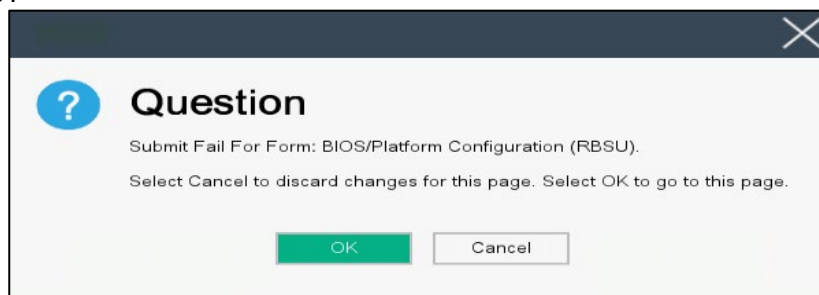 Question
Submit Fail For Form: BIOS/Platform Configuration (RBSU).
Select Cancel to discard changes for this page. Select OK to go to this page.
OK
Cancel